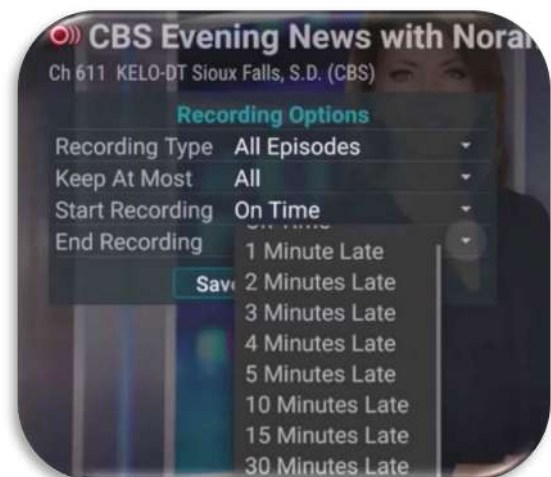 CBS Evening News with Norah
Ch 611 KELO-DT Sioux Falls, S.D. (CBS)
Recording Options
Recording Type All Episodes
Keep At Most All
Start Recording On Time
End Recording
1 Minute Late
Save 2 Minutes Late
3 Minutes Late
4 Minutes Late
5 Minutes Late
10 Minutes Late
15 Minutes Late
30 Minutes Late